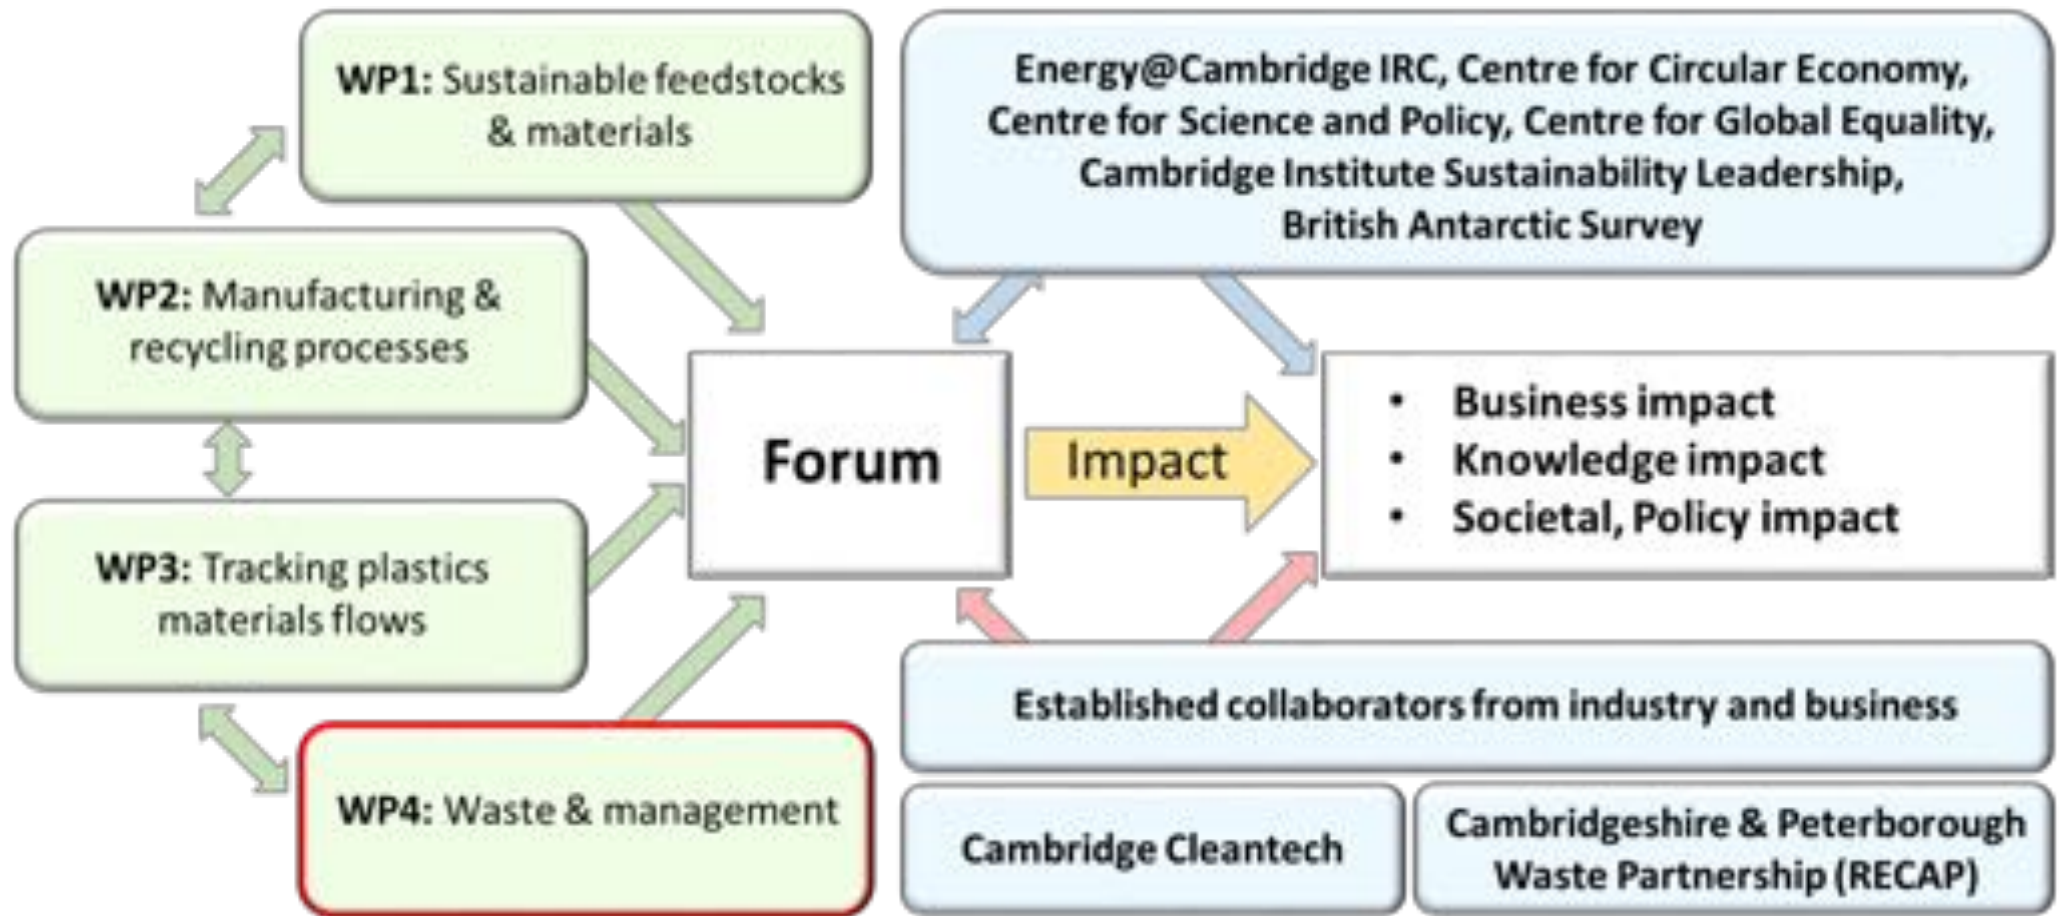 WP1: Sustainable feedstocks
& materials
WP2: Manufacturing &
recycling processes
WP3: Tracking plastics
materials flows
WP4: Waste & management
Forum
Impact
Energy@Cambridge IRC, Centre for Circular Economy,
Centre for Science and Policy, Centre for Global Equality,
Cambridge Institute Sustainability Leadership,
British Antarctic Survey
• Business impact
• Knowledge impact
• Societal, Policy impact
Established collaborators from industry and business
Cambridge Cleantech
Cambridgeshire & Peterborough
Waste Partnership (RECAP)